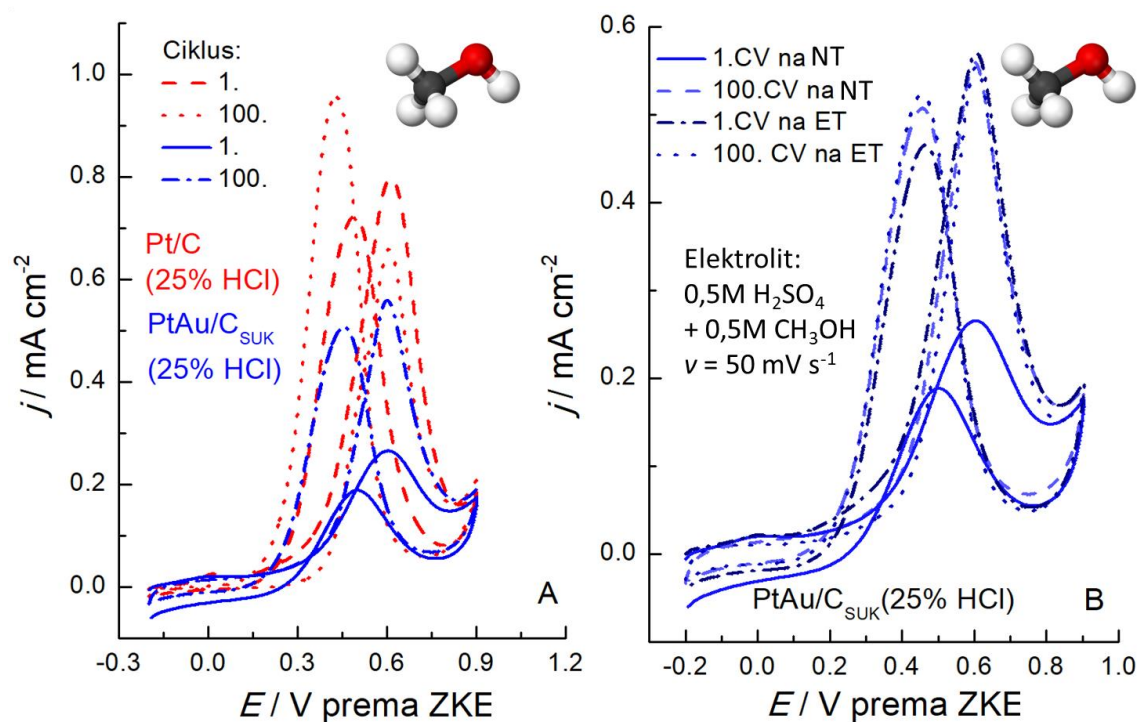 Ciklus:
1.
100.
1.
100.
Pt/C
(25% HCl)
PtAu/C_SUK
(25% HCl)
A
j / mA cm⁻²
1.0
0.8
0.6
0.4
0.2
0.0
-0.3 0.0 0.3 0.6 0.9 1.2
E / V prema ZKE
1.CV na NT
100.CV na NT
1.CV na ET
100. CV na ET
Elektrolit:
0,5M H₂SO₄
+ 0,5M CH₃OH
v = 50 mV s⁻¹
PtAu/C_SUK(25% HCl)
B
j / mA cm⁻²
0.6
0.4
0.2
0.0
-0.2 0.0 0.2 0.4 0.6 0.8 1.0
E / V prema ZKE